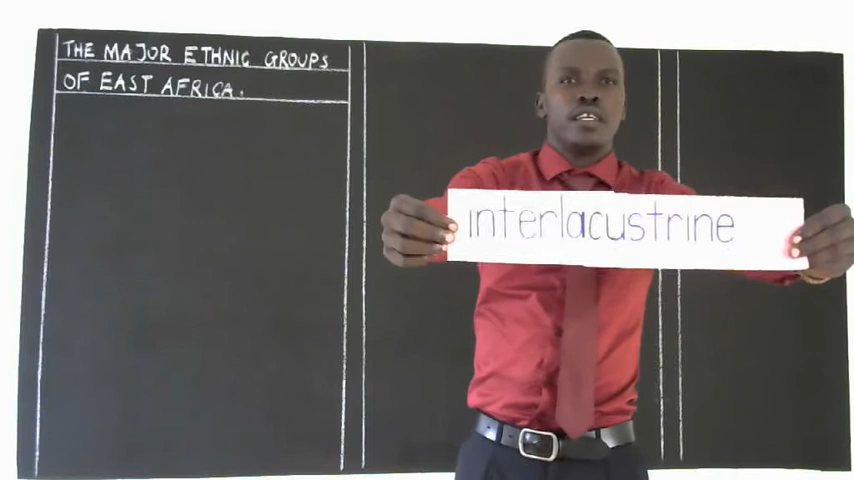 THE MAJOR ETHNIC GROUPS
OF EAST AFRICA.
interlacustrine